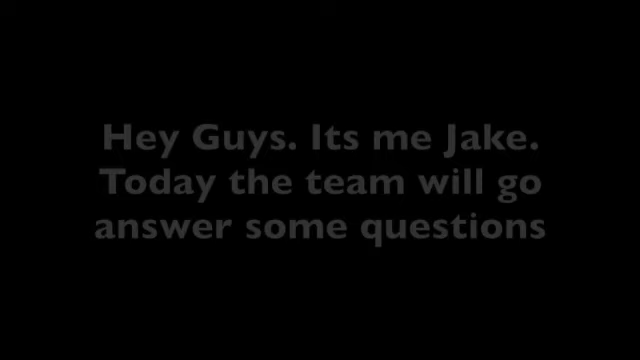 Hey Guys. Its me Jake.
Today the team will go
answer some questions